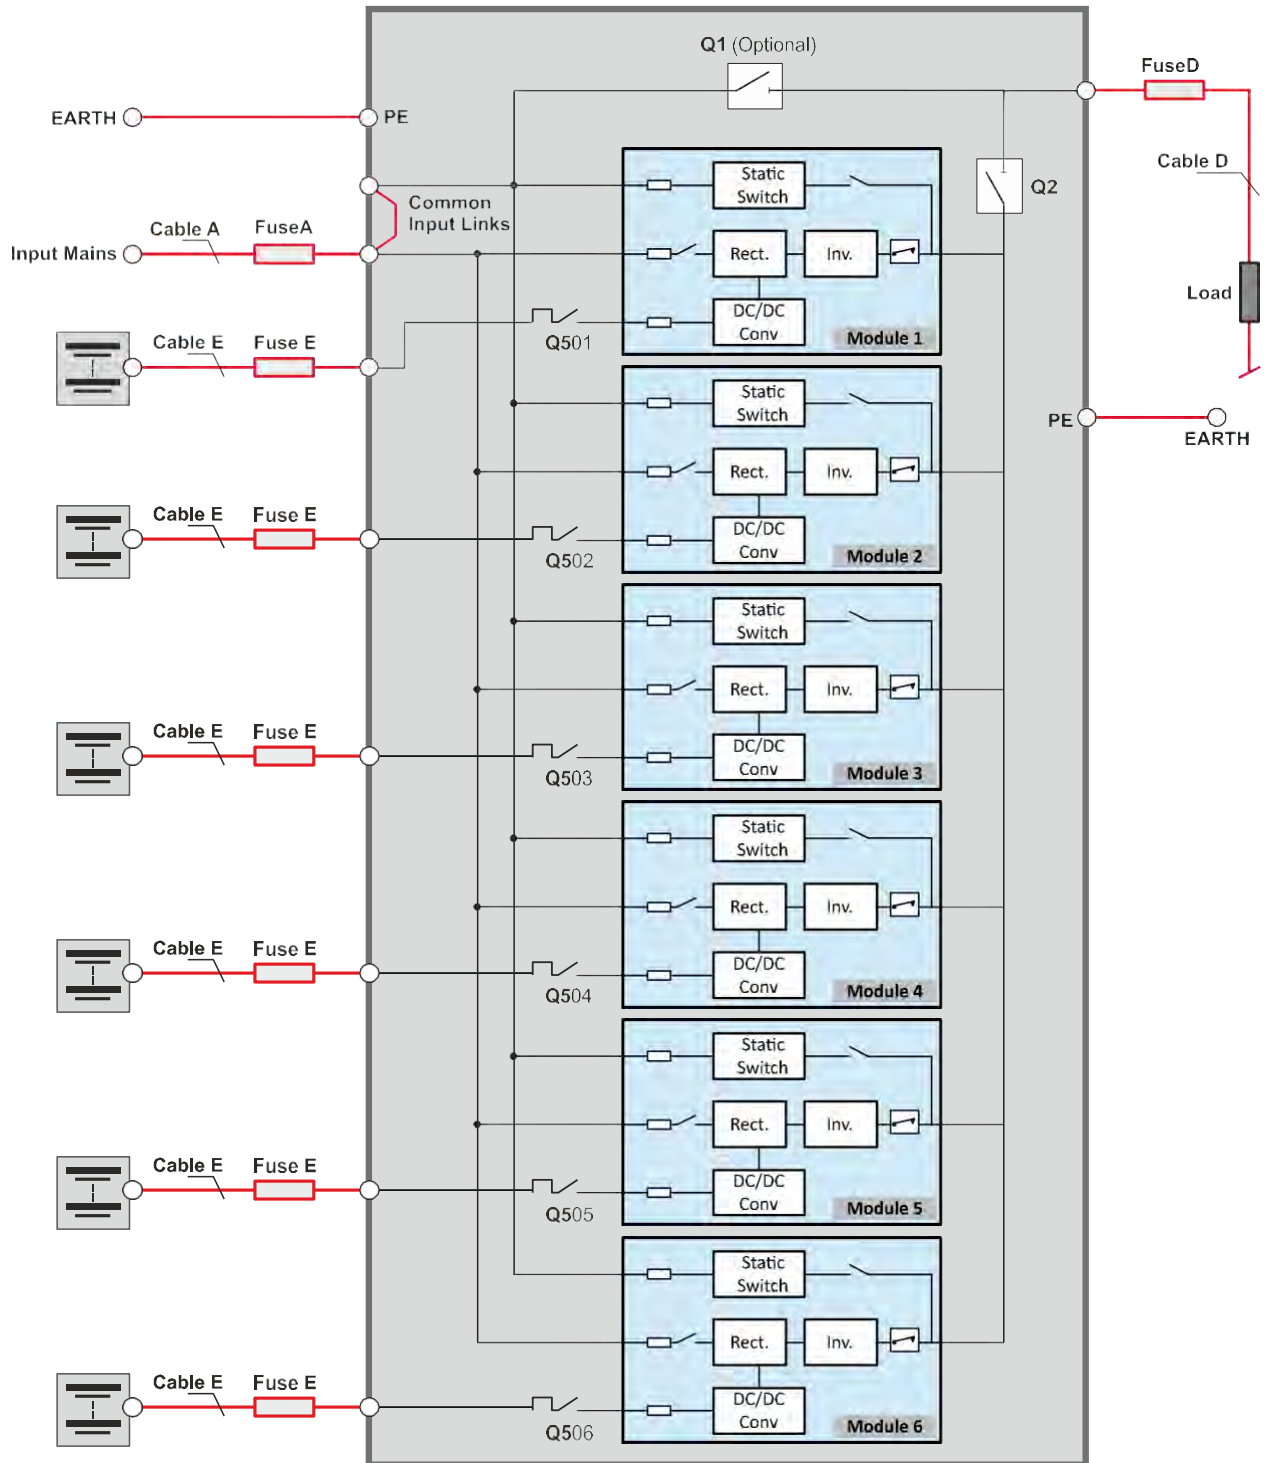 Q1 (Optional)
FuseD
EARTH
PE
Cable D
Static
Switch
Q2
Common
Input Links
Cable A
FuseA
Input Mains
Rect.
Inv.
Load
DC/DC
Conv
Module 1
Q501
Cable E
Fuse E
Static
Switch
PE
EARTH
Rect.
Inv.
Cable E
Fuse E
DC/DC
Conv
Module 2
Q502
Static
Switch
Rect.
Inv.
Cable E
Fuse E
DC/DC
Conv
Module 3
Q503
Static
Switch
Rect.
Inv.
Cable E
Fuse E
DC/DC
Conv
Module 4
Q504
Static
Switch
Rect.
Inv.
Cable E
Fuse E
DC/DC
Conv
Module 5
Q505
Static
Switch
Rect.
Inv.
Cable E
Fuse E
DC/DC
Conv
Module 6
Q506